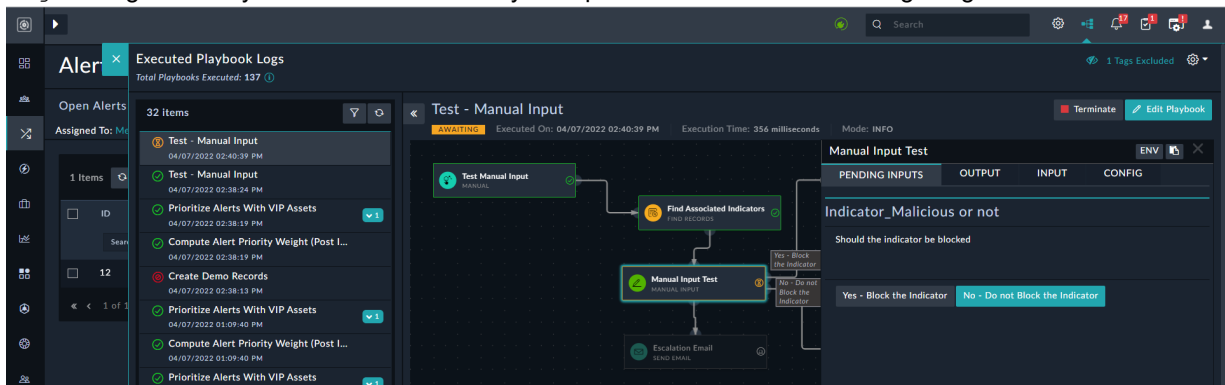 Search
17
1
Aler
Executed Playbook Logs
Total Playbooks Executed: 137
1 Tags Excluded
Open Alerts
Assigned To: Me
1 Items
ID
Sear
12
1 of 1
32 items
Test - Manual Input
04/07/2022 02:40:39 PM
Test - Manual Input
04/07/2022 02:38:24 PM
Prioritize Alerts With VIP Assets
04/07/2022 02:38:19 PM
1
Compute Alert Priority Weight (Post I...
04/07/2022 02:38:19 PM
Create Demo Records
04/07/2022 02:38:13 PM
Prioritize Alerts With VIP Assets
04/07/2022 01:09:40 PM
1
Compute Alert Priority Weight (Post I...
04/07/2022 01:09:40 PM
Prioritize Alerts With VIP Assets
Test - Manual Input
Terminate
Edit Playbook
AWAITING Executed On: 04/07/2022 02:40:39 PM Execution Time: 356 milliseconds Mode: INFO
Test Manual Input
MANUAL
Find Associated Indicators
FIND RECORDS
Yes - Block
the Indicator
Manual Input Test
MANUAL INPUT
No - Do not
Block the
Indicator
Escalation Email
SEND EMAIL
Manual Input Test
ENV
PENDING INPUTS OUTPUT INPUT CONFIG
Indicator_Malicious or not
Should the indicator be blocked
Yes - Block the Indicator
No - Do not Block the Indicator